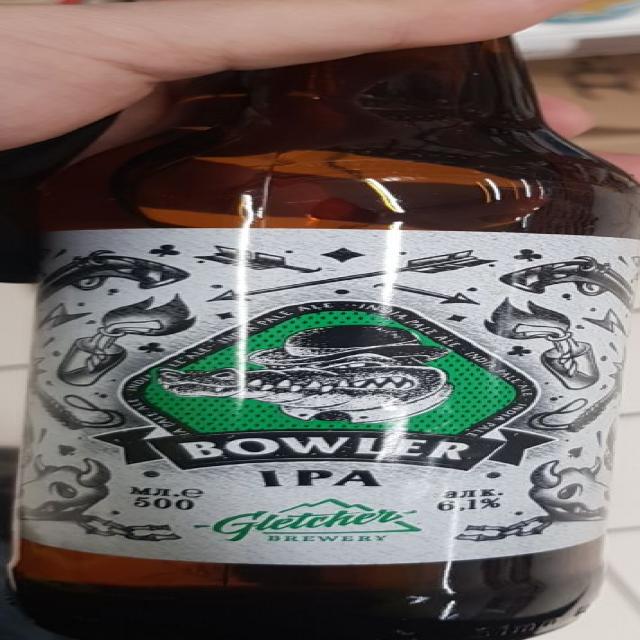 BOWLER
IPA
мл.℮
500
алк.
6.1%
Gletcher
BREWERY